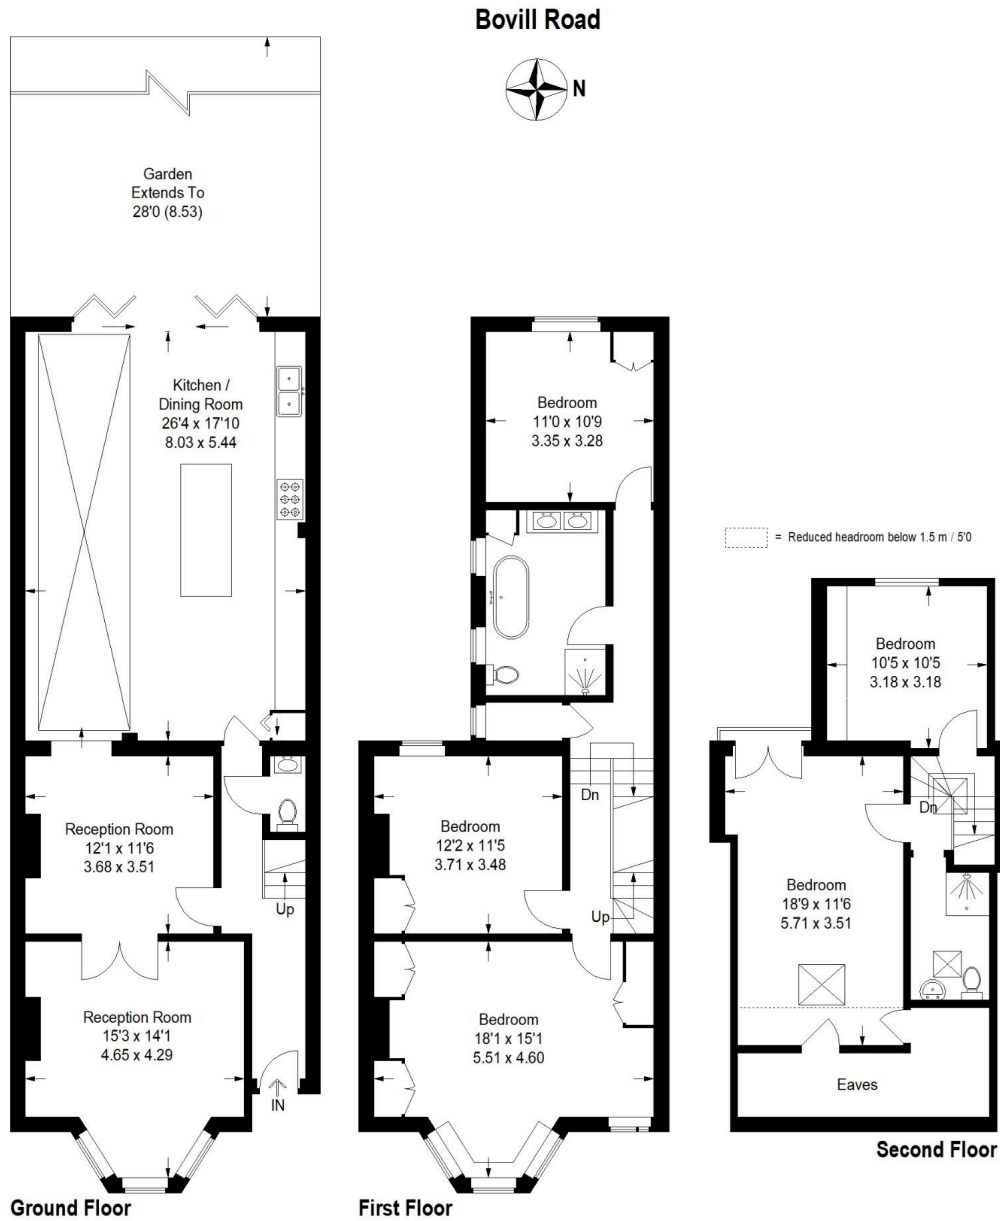 Bovill Road
N
Garden
Extends To
28'0 (8.53)
Kitchen /
Dining Room
26'4 x 17'10
8.03 x 5.44
Reception Room
12'1 x 11'6
3.68 x 3.51
Up
Reception Room
15'3 x 14'1
4.65 x 4.29
IN
Ground Floor
Bedroom
11'0 x 10'9
3.35 x 3.28
Dn
Bedroom
12'2 x 11'5
3.71 x 3.48
Up
Bedroom
18'1 x 15'1
5.51 x 4.60
First Floor
= Reduced headroom below 1.5 m / 5'0
Bedroom
10'5 x 10'5
3.18 x 3.18
Dn
Bedroom
18'9 x 11'6
5.71 x 3.51
Eaves
Second Floor